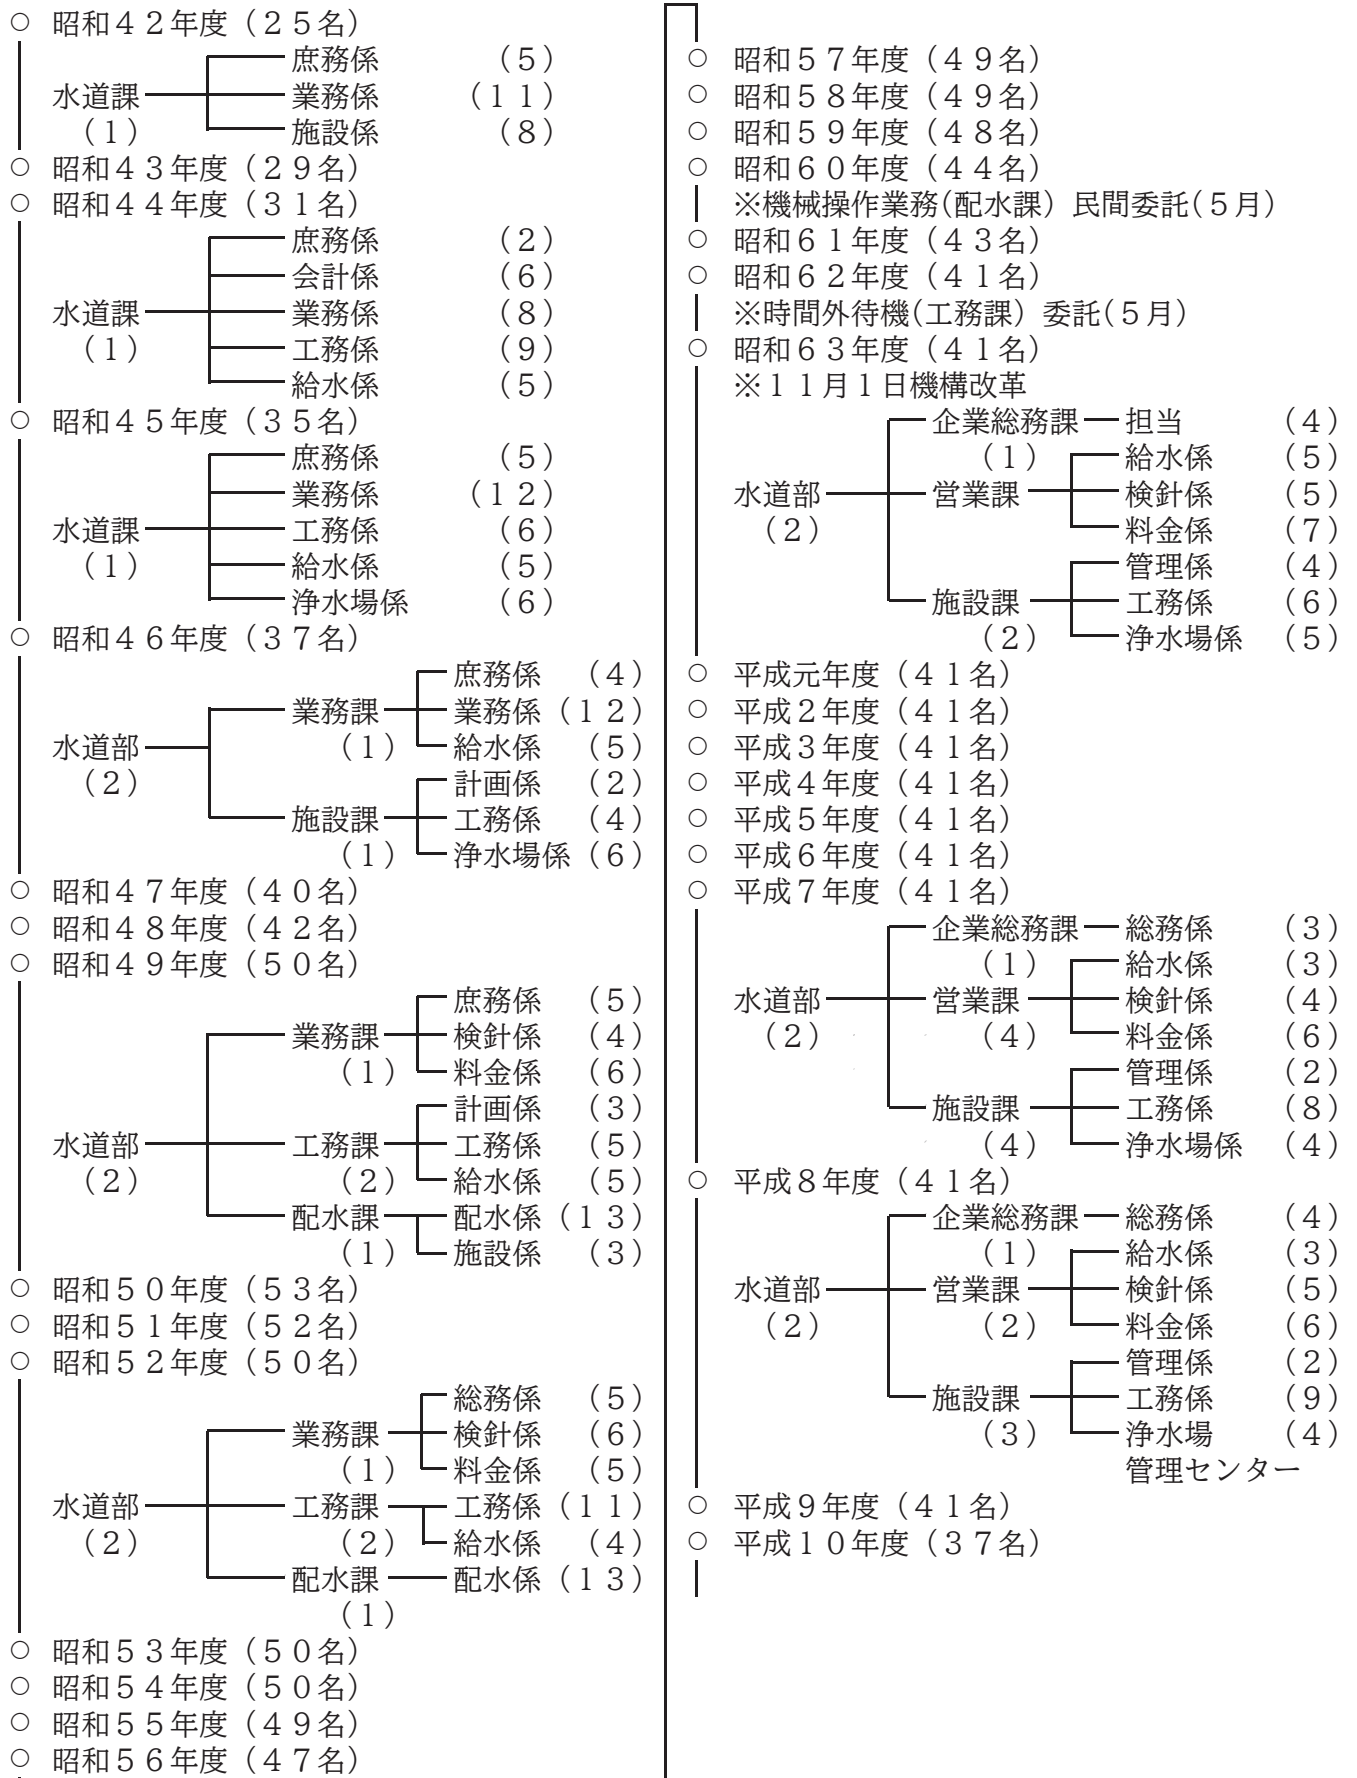 ○ 昭和４２年度（２５名）
庶務係 （５）
水道課 業務係 （１１）
（１） 施設係 （８）
○ 昭和４３年度（２９名）
○ 昭和４４年度（３１名）
庶務係 （２）
会計係 （６）
水道課 業務係 （８）
（１） 工務係 （９）
給水係 （５）
○ 昭和４５年度（３５名）
庶務係 （５）
業務係 （１２）
水道課 工務係 （６）
（１） 給水係 （５）
浄水場係 （６）
○ 昭和４６年度（３７名）
庶務係 （４）
業務課 業務係（１２）
水道部 （１） 給水係 （５）
（２） 計画係 （２）
施設課 工務係 （４）
（１） 浄水場係（６）
○ 昭和４７年度（４０名）
○ 昭和４８年度（４２名）
○ 昭和４９年度（５０名）
庶務係 （５）
業務課 検針係 （４）
（１） 料金係 （６）
計画係 （３）
水道部 工務課 工務係 （５）
（２） （２） 給水係 （５）
配水課 配水係（１３）
（１） 施設係 （３）
○ 昭和５０年度（５３名）
○ 昭和５１年度（５２名）
○ 昭和５２年度（５０名）
総務係 （５）
業務課 検針係 （６）
（１） 料金係 （５）
水道部 工務課 工務係（１１）
（２） （２） 給水係 （４）
配水課 配水係（１３）
（１）
○ 昭和５３年度（５０名）
○ 昭和５４年度（５０名）
○ 昭和５５年度（４９名）
○ 昭和５６年度（４７名）
○ 昭和５７年度（４９名）
○ 昭和５８年度（４９名）
○ 昭和５９年度（４８名）
○ 昭和６０年度（４４名）
※機械操作業務(配水課）民間委託(５月）
○ 昭和６１年度（４３名）
○ 昭和６２年度（４１名）
※時間外待機(工務課）委託(５月）
○ 昭和６３年度（４１名）
※１１月１日機構改革
企業総務課 担当 （４）
（１） 給水係 （５）
水道部 営業課 検針係 （５）
（２） 料金係 （７）
管理係 （４）
施設課 工務係 （６）
（２） 浄水場係 （５）
○ 平成元年度（４１名）
○ 平成２年度（４１名）
○ 平成３年度（４１名）
○ 平成４年度（４１名）
○ 平成５年度（４１名）
○ 平成６年度（４１名）
○ 平成７年度（４１名）
企業総務課 総務係 （３）
（１） 給水係 （３）
水道部 営業課 検針係 （４）
（２） （４） 料金係 （６）
管理係 （２）
施設課 工務係 （８）
（４） 浄水場係 （４）
○ 平成８年度（４１名）
企業総務課 総務係 （４）
（１） 給水係 （３）
水道部 営業課 検針係 （５）
（２） （２） 料金係 （６）
管理係 （２）
施設課 工務係 （９）
（３） 浄水場 （４）
管理センター
○ 平成９年度（４１名）
○ 平成１０年度（３７名）